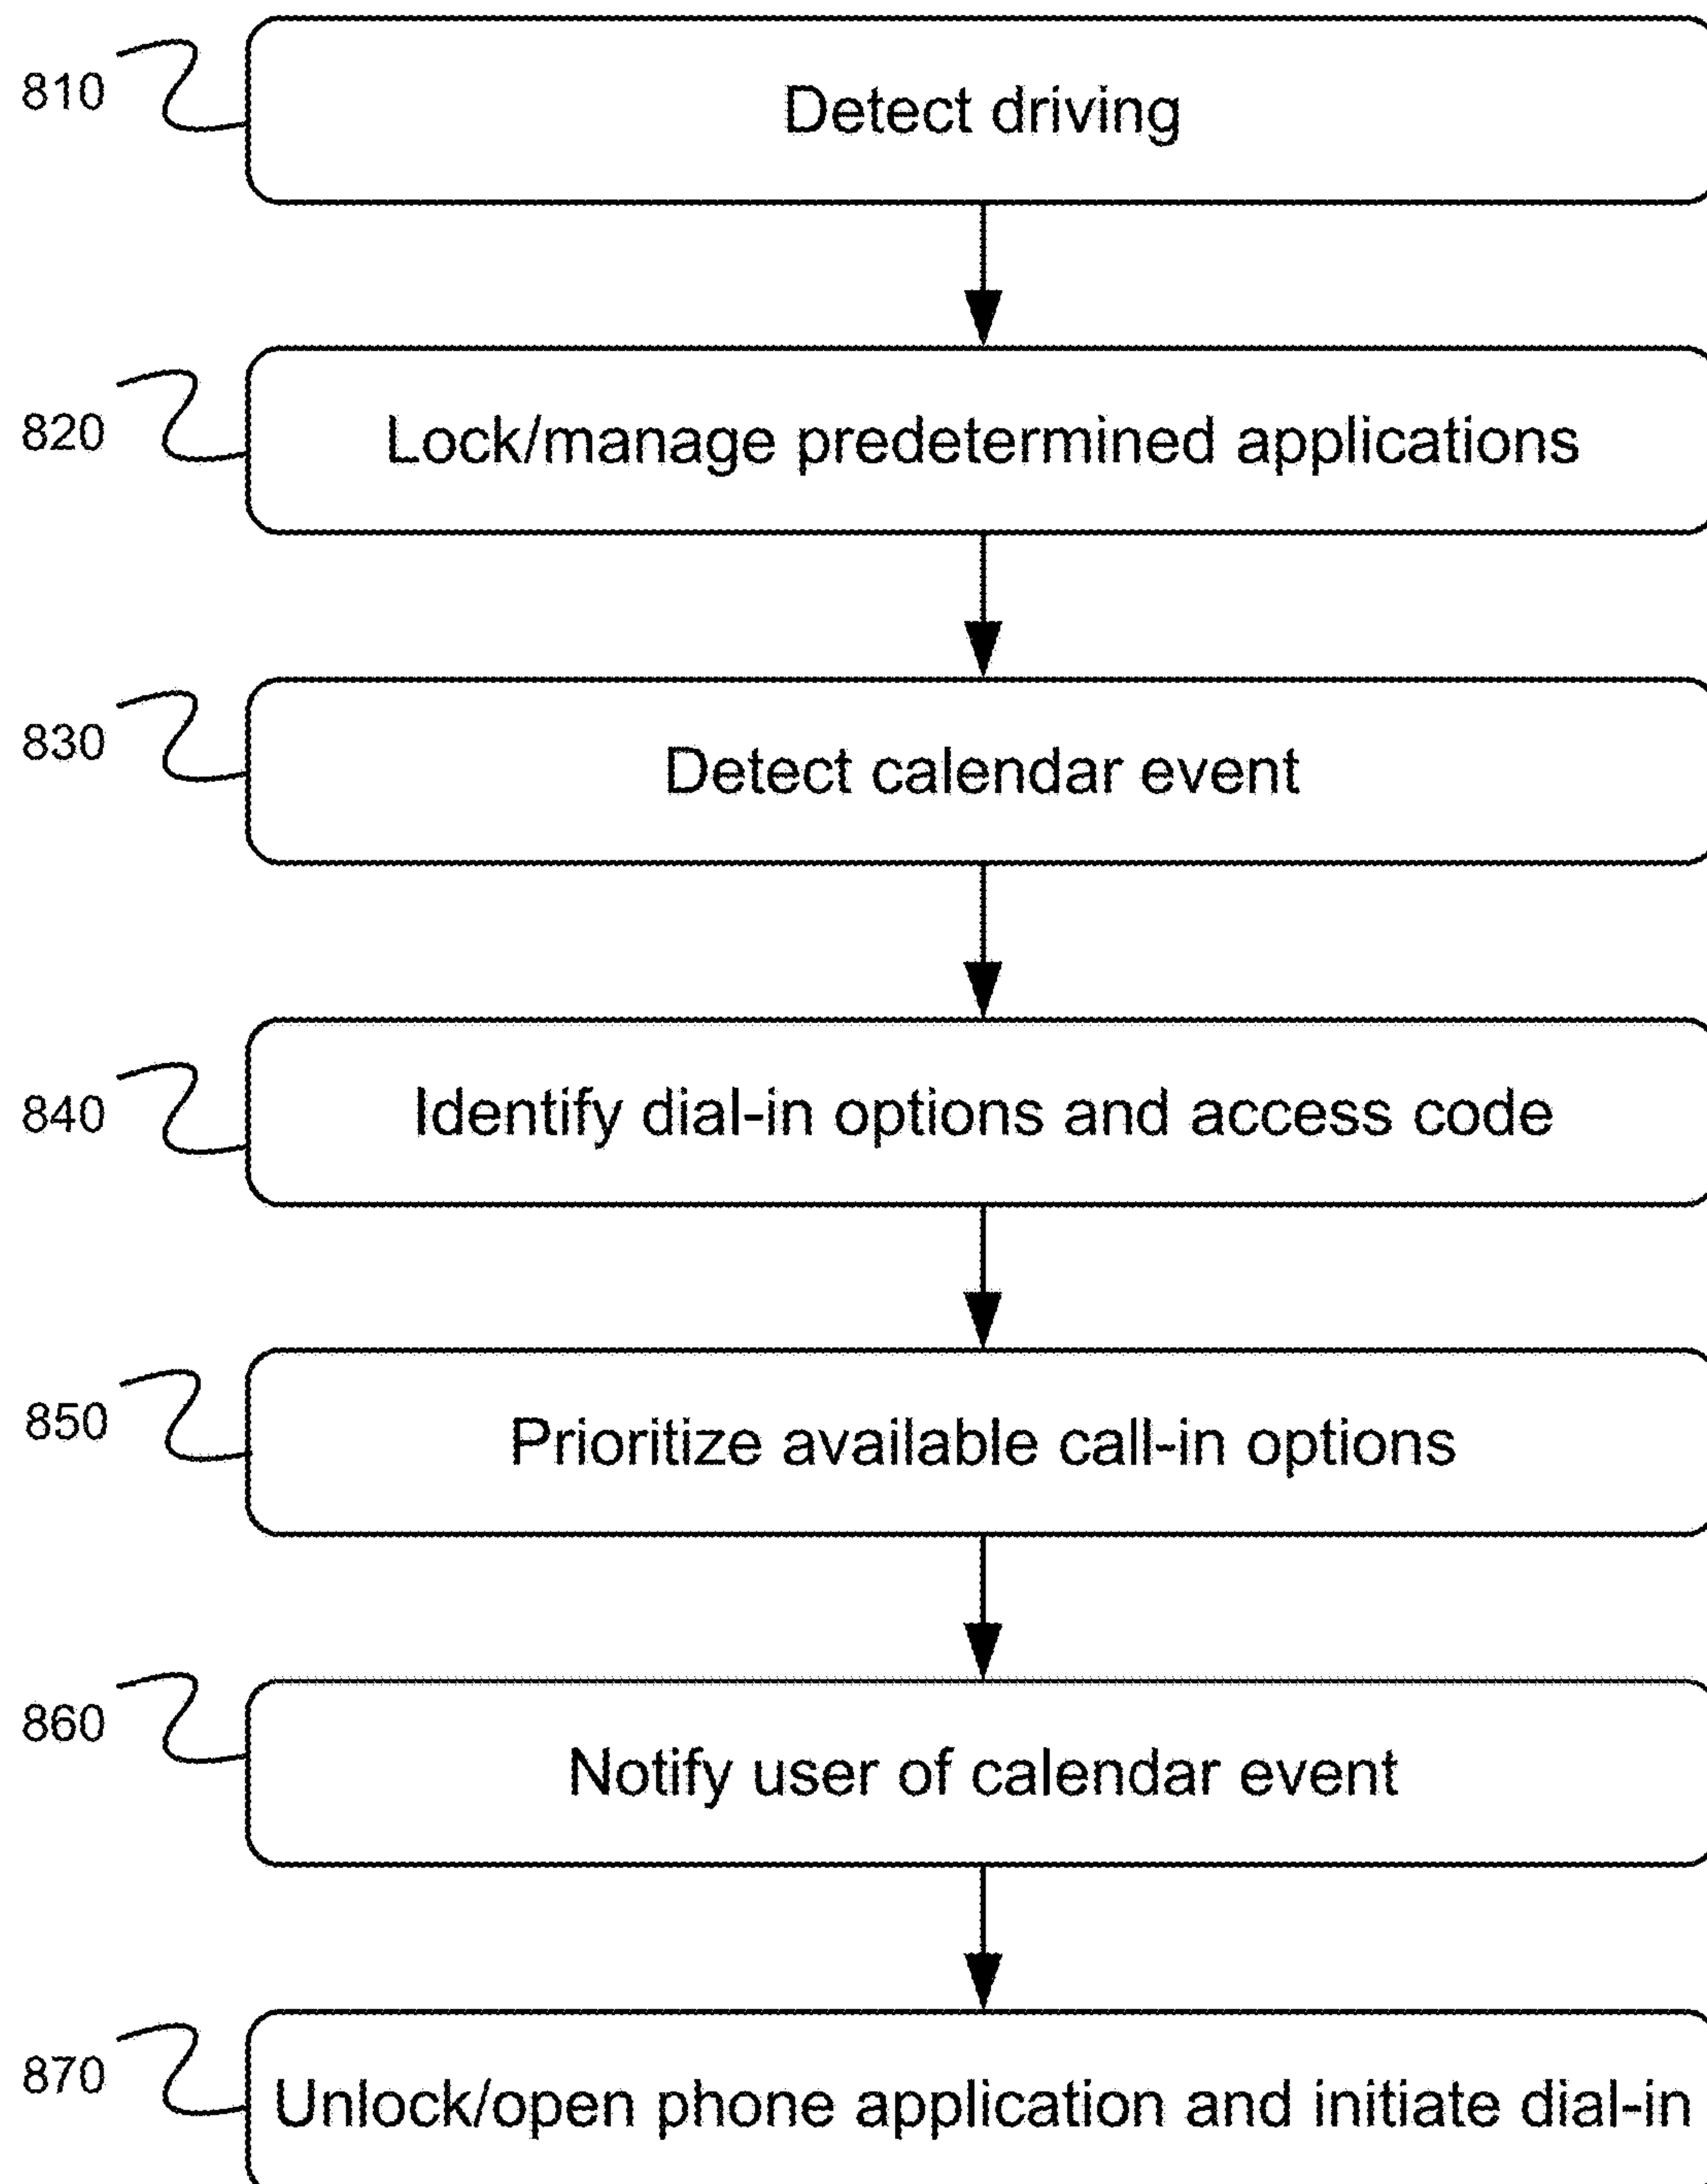 810
Detect driving
820
Lock/manage predetermined applications
830
Detect calendar event
840
Identify dial-in options and access code
850
Prioritize available call-in options
860
Notify user of calendar event
870
Unlock/open phone application and initiate dial-in